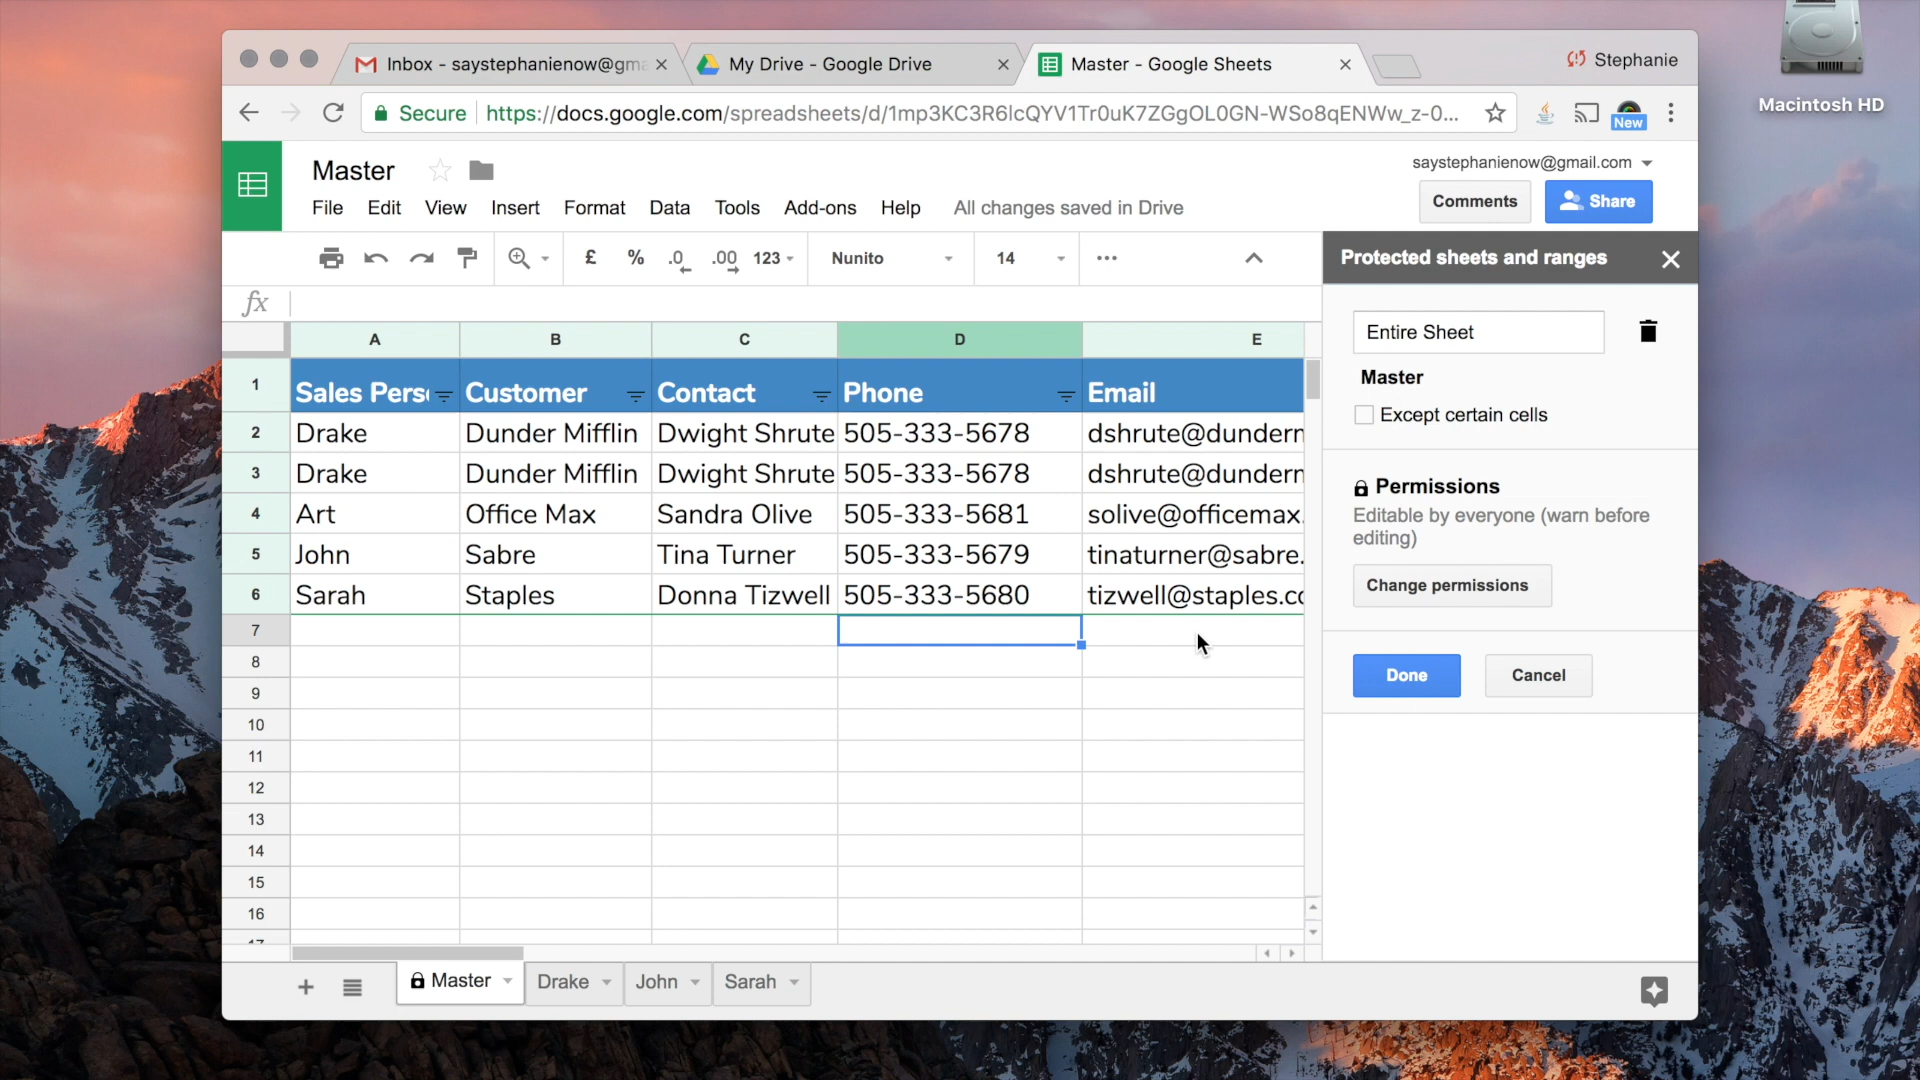 Inbox - saystephanienow@gma
My Drive - Google Drive
Master - Google Sheets
Stephanie
Macintosh HD
Secure
https://docs.google.com/spreadsheets/d/1mp3KC3R6lcQYV1Tr0uK7ZGgOL0GN-WSo8qENWw_z-0...
New
Master
saystephanienow@gmail.com
File Edit View Insert Format Data Tools Add-ons Help All changes saved in Drive
Comments
Share
£ % .0 .00 123 Nunito 14
Protected sheets and ranges
fx
A B C D E
1 Sales Pers Customer Contact Phone Email
2 Drake Dunder Mifflin Dwight Shrute 505-333-5678 dshrute@dunderm
3 Drake Dunder Mifflin Dwight Shrute 505-333-5678 dshrute@dunderm
4 Art Office Max Sandra Olive 505-333-5681 solive@officemax.
5 John Sabre Tina Turner 505-333-5679 tinaturner@sabre.
6 Sarah Staples Donna Tizwell 505-333-5680 tizwell@staples.co
7
8
9
10
11
12
13
14
15
16
17
Entire Sheet
Master
Except certain cells
Permissions
Editable by everyone (warn before
editing)
Change permissions
Done
Cancel
Master Drake John Sarah